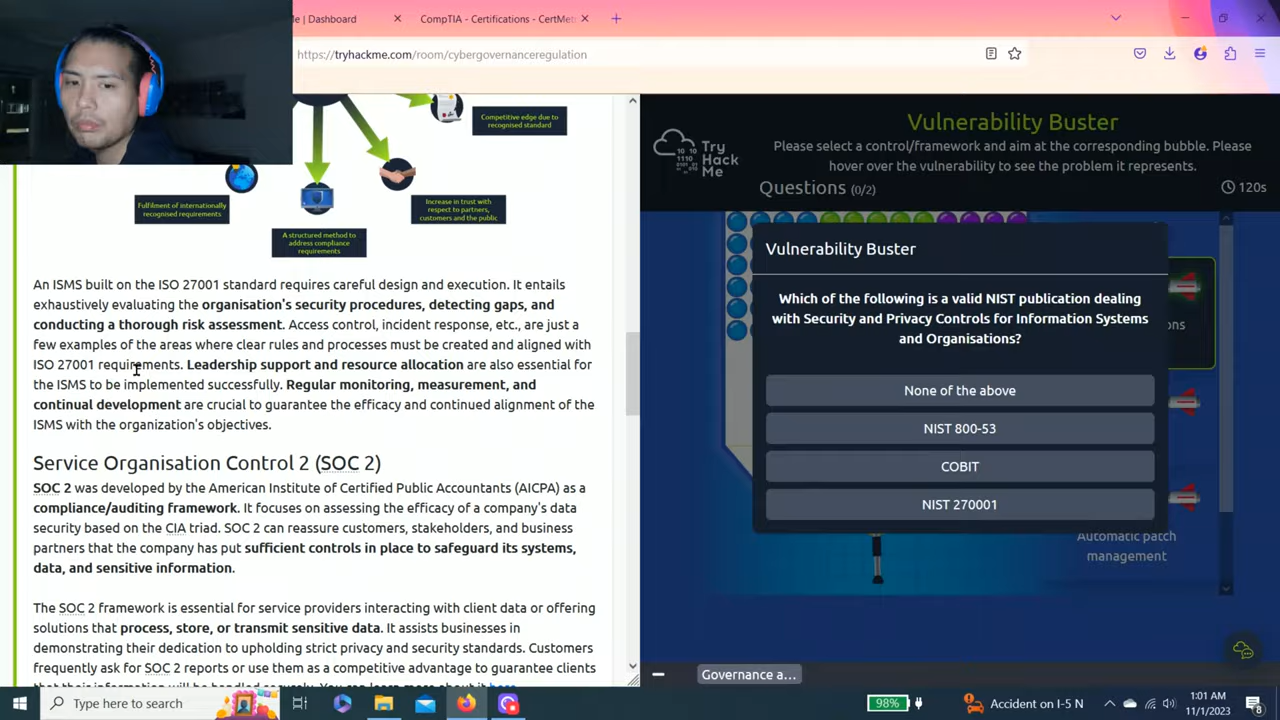 le | Dashboard
CompTIA - Certifications - CertMet
https://tryhackme.com/room/cybergovernanceregulation
Competitive edge due to
recognised standard
Fulfilment of internationally
recognised requirements
Increase in trust with
respect to partners,
customers and the public
A structured method to
address compliance
requirements
An ISMS built on the ISO 27001 standard requires careful design and execution. It entails
exhaustively evaluating the organisation's security procedures, detecting gaps, and
conducting a thorough risk assessment. Access control, incident response, etc., are just a
few examples of the areas where clear rules and processes must be created and aligned with
ISO 27001 requirements. Leadership support and resource allocation are also essential for
the ISMS to be implemented successfully. Regular monitoring, measurement, and
continual development are crucial to guarantee the efficacy and continued alignment of the
ISMS with the organization's objectives.
Service Organisation Control 2 (SOC 2)
SOC 2 was developed by the American Institute of Certified Public Accountants (AICPA) as a
compliance/auditing framework. It focuses on assessing the efficacy of a company's data
security based on the CIA triad. SOC 2 can reassure customers, stakeholders, and business
partners that the company has put sufficient controls in place to safeguard its systems,
data, and sensitive information.
The SOC 2 framework is essential for service providers interacting with client data or offering
solutions that process, store, or transmit sensitive data. It assists businesses in
demonstrating their dedication to upholding strict privacy and security standards. Customers
frequently ask for SOC 2 reports or use them as a competitive advantage to guarantee clients
that their information will be handled securely. You can learn more about it here
Try
Hack
Me
Vulnerability Buster
Please select a control/framework and aim at the corresponding bubble. Please
hover over the vulnerability to see the problem it represents.
Questions (0/2)
120s
Vulnerability Buster
Which of the following is a valid NIST publication dealing
with Security and Privacy Controls for Information Systems
and Organisations?
None of the above
NIST 800-53
COBIT
NIST 270001
ons
Automatic patch
management
Governance a...
Type here to search
98%
Accident on I-5 N
1:01 AM
11/1/2023
8